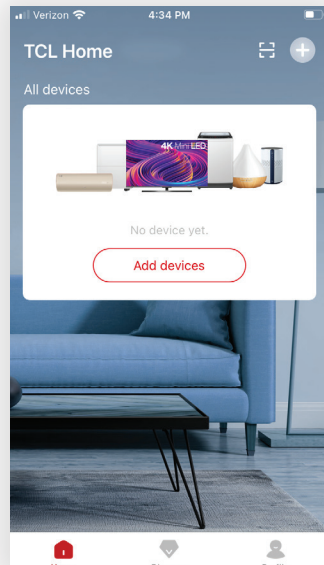 Verizon 4:34 PM
TCL Home
All devices
4K Mini LED
No device yet.
Add devices